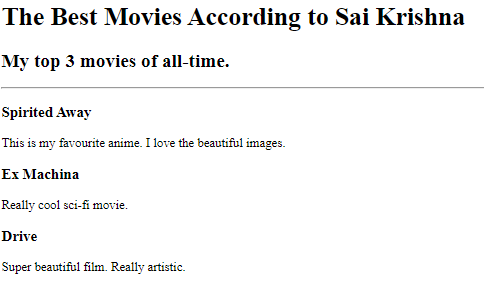 The Best Movies According to Sai Krishna
My top 3 movies of all-time.
Spirited Away
This is my favourite anime. I love the beautiful images.
Ex Machina
Really cool sci-fi movie.
Drive
Super beautiful film. Really artistic.